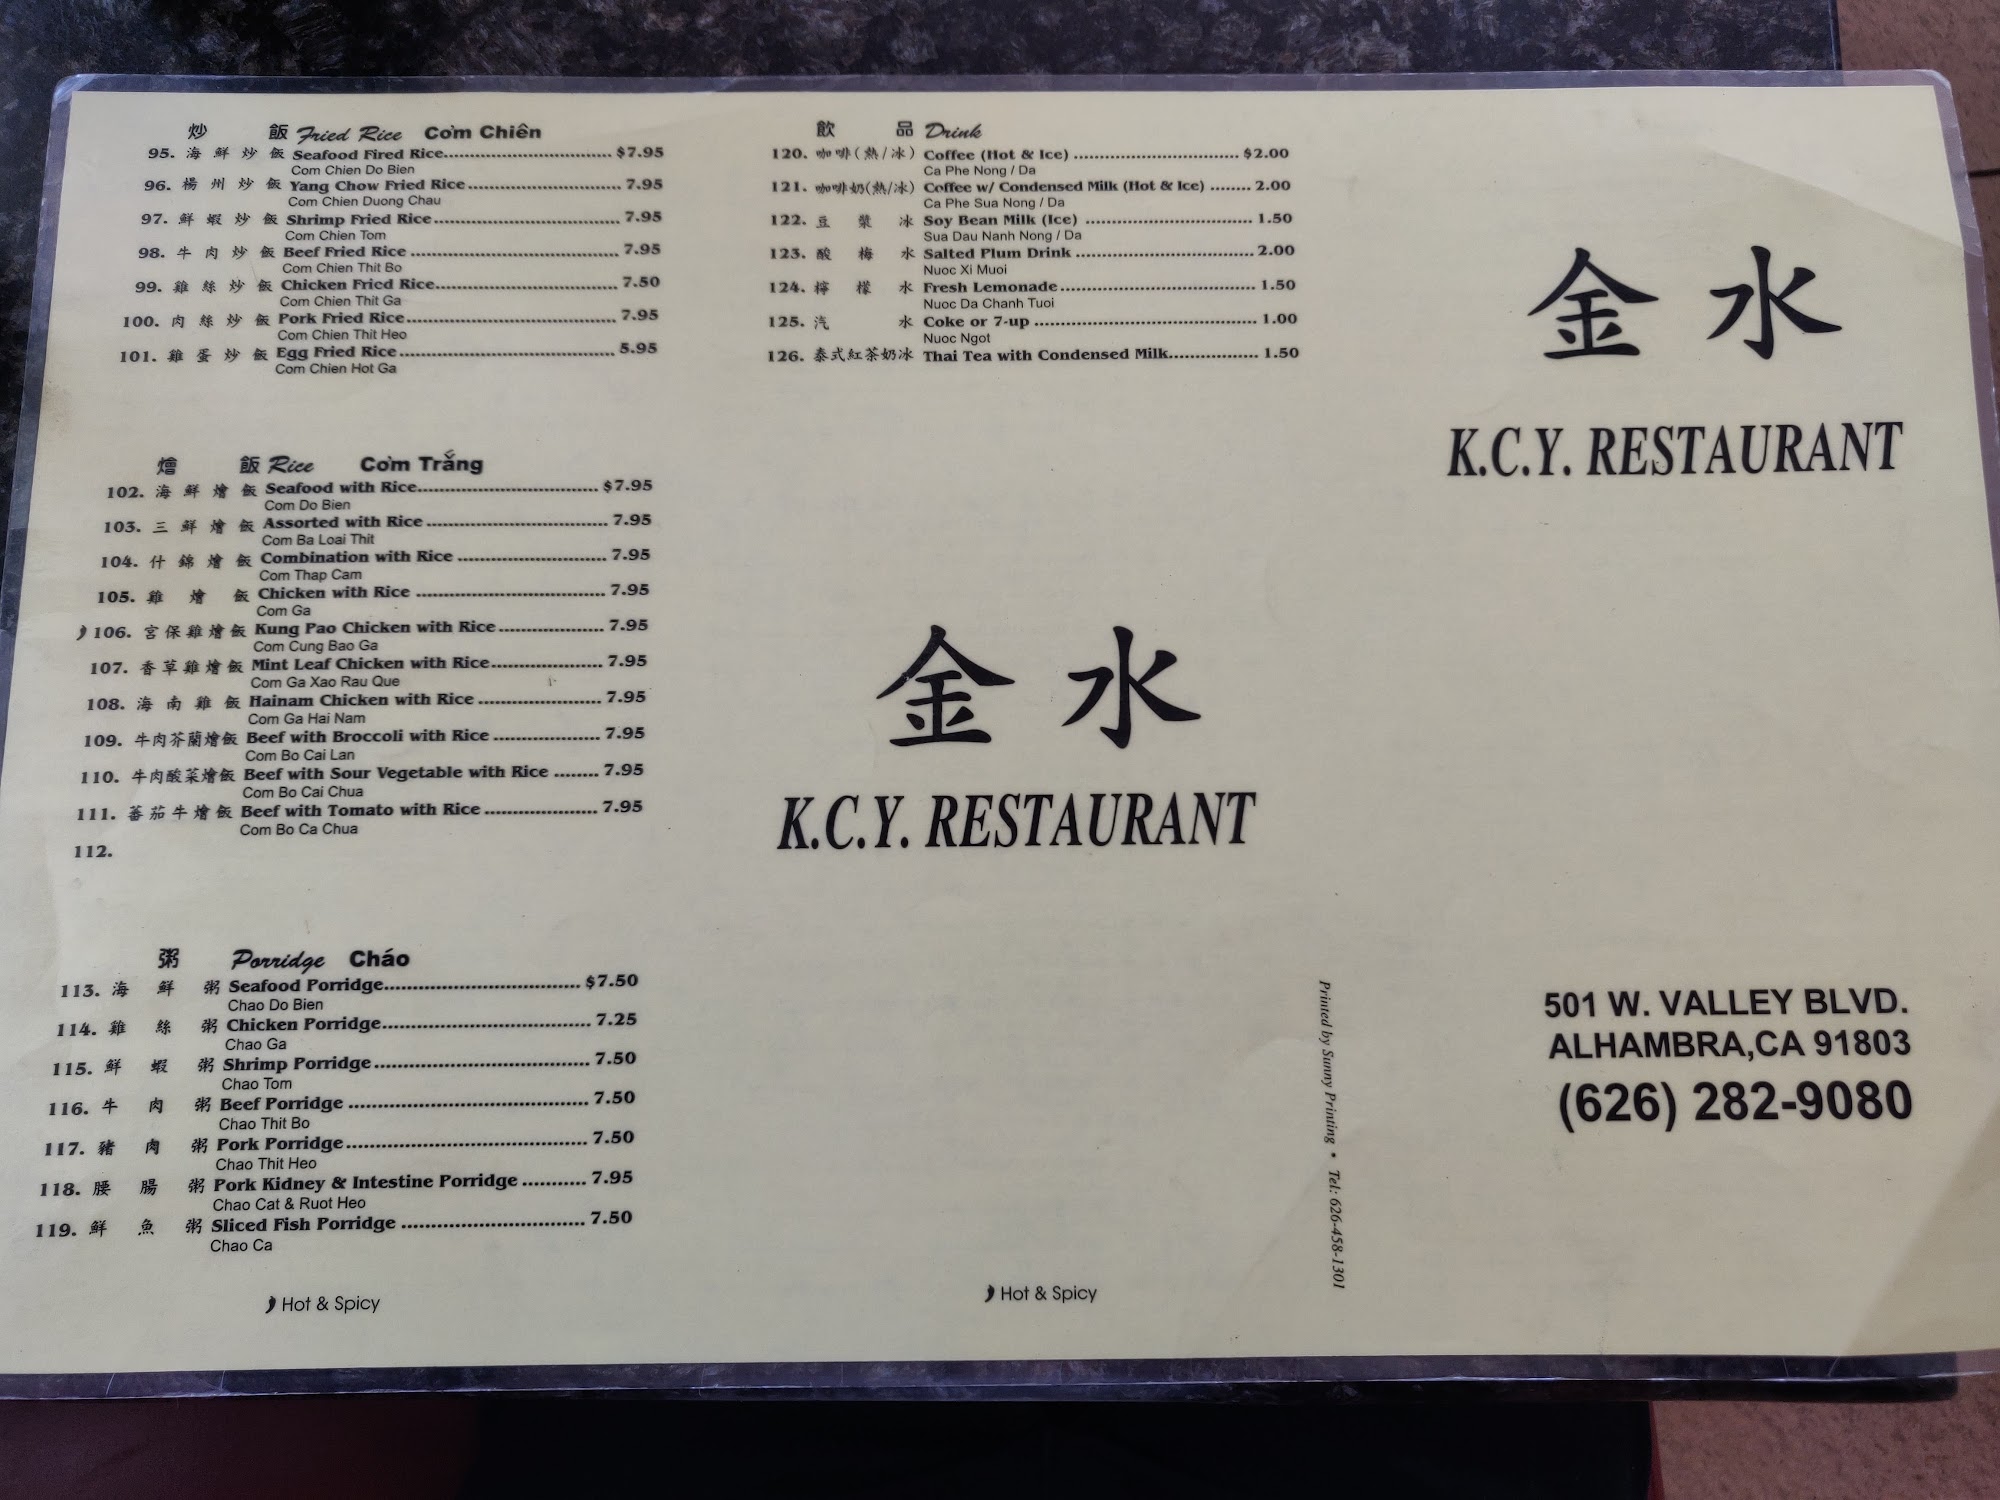 炒 飯 Fried Rice Cơm Chiên
95. 海鮮炒飯 Seafood Fired Rice $7.95
Com Chien Do Bien
96. 楊州炒飯 Yang Chow Fried Rice 7.95
Com Chien Duong Chau
97. 鮮蝦炒飯 Shrimp Fried Rice 7.95
Com Chien Tom
98. 牛肉炒飯 Beef Fried Rice 7.95
Com Chien Thit Bo
99. 雞絲炒飯 Chicken Fried Rice 7.50
Com Chien Thit Ga
100. 肉絲炒飯 Pork Fried Rice 7.95
Com Chien Thit Heo
101. 雞蛋炒飯 Egg Fried Rice 5.95
Com Chien Hot Ga
燴 飯 Rice Cơm Trắng
102. 海鮮燴飯 Seafood with Rice $7.95
Com Do Bien
103. 三鮮燴飯 Assorted with Rice 7.95
Com Ba Loai Thit
104. 什錦燴飯 Combination with Rice 7.95
Com Thap Cam
105. 雞燴飯 Chicken with Rice 7.95
Com Ga
106. 宮保雞燴飯 Kung Pao Chicken with Rice 7.95
Com Cung Bao Ga
107. 香草雞燴飯 Mint Leaf Chicken with Rice 7.95
Com Ga Xao Rau Que
108. 海南雞飯 Hainam Chicken with Rice 7.95
Com Ga Hai Nam
109. 牛肉芥蘭燴飯 Beef with Broccoli with Rice 7.95
Com Bo Cai Lan
110. 牛肉酸菜燴飯 Beef with Sour Vegetable with Rice 7.95
Com Bo Cai Chua
111. 蕃茄牛燴飯 Beef with Tomato with Rice 7.95
Com Bo Ca Chua
112.
粥 Porridge Cháo
113. 海鮮粥 Seafood Porridge $7.50
Chao Do Bien
114. 雞絲粥 Chicken Porridge 7.25
Chao Ga
115. 鮮蝦粥 Shrimp Porridge 7.50
Chao Tom
116. 牛肉粥 Beef Porridge 7.50
Chao Thit Bo
117. 豬肉粥 Pork Porridge 7.50
Chao Thit Heo
118. 腰腸粥 Pork Kidney & Intestine Porridge 7.95
Chao Cat & Ruot Heo
119. 鮮魚粥 Sliced Fish Porridge 7.50
Chao Ca
Hot & Spicy
飲 品 Drink
120. 咖啡(熱/冰) Coffee (Hot & Ice) $2.00
Ca Phe Nong / Da
121. 咖啡奶(熱/冰) Coffee w/ Condensed Milk (Hot & Ice) 2.00
Ca Phe Sua Nong / Da
122. 豆漿冰 Soy Bean Milk (Ice) 1.50
Sua Dau Nanh Nong / Da
123. 酸梅水 Salted Plum Drink 2.00
Nuoc Xi Muoi
124. 檸檬水 Fresh Lemonade 1.50
Nuoc Da Chanh Tuoi
125. 汽水 Coke or 7-up 1.00
Nuoc Ngot
126. 泰式紅茶奶冰 Thai Tea with Condensed Milk 1.50
金水
K.C.Y. RESTAURANT
Hot & Spicy
Printed by Sunny Printing • Tel: 626-458-1301
金水
K.C.Y. RESTAURANT
501 W. VALLEY BLVD.
ALHAMBRA,CA 91803
(626) 282-9080